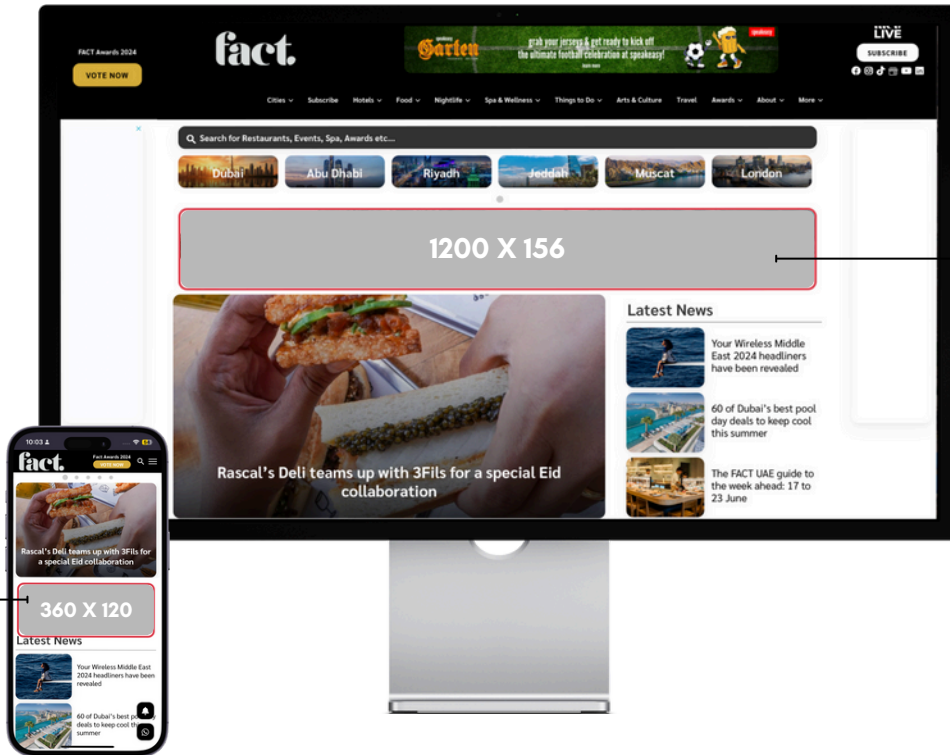 FACT Awards 2024
VOTE NOW
fact.
speakeasy
Garten
grab your jerseys & get ready to kick off
the ultimate football celebration at speakeasy!
learn more
speakeasy
LIVE
SUBSCRIBE
Cities
Subscribe
Hotels
Food
Nightlife
Spa & Wellness
Things to Do
Arts & Culture
Travel
Awards
About
More
Search for Restaurants, Events, Spa, Awards etc...
Dubai
Abu Dhabi
Riyadh
Jeddah
Muscat
London
1200 X 156
Rascal's Deli teams up with 3Fils for a special Eid
collaboration
Latest News
Your Wireless Middle
East 2024 headliners
have been revealed
60 of Dubai's best pool
day deals to keep cool
this summer
The FACT UAE guide to
the week ahead: 17 to
23 June
10:03
fact.
Fact Awards 2024
VOTE NOW
Rascal's Deli teams up with 3Fils for
a special Eid collaboration
360 X 120
Latest News
Your Wireless Middle East
2024 headliners have been
revealed
60 of Dubai's best
deals to keep cool
summer